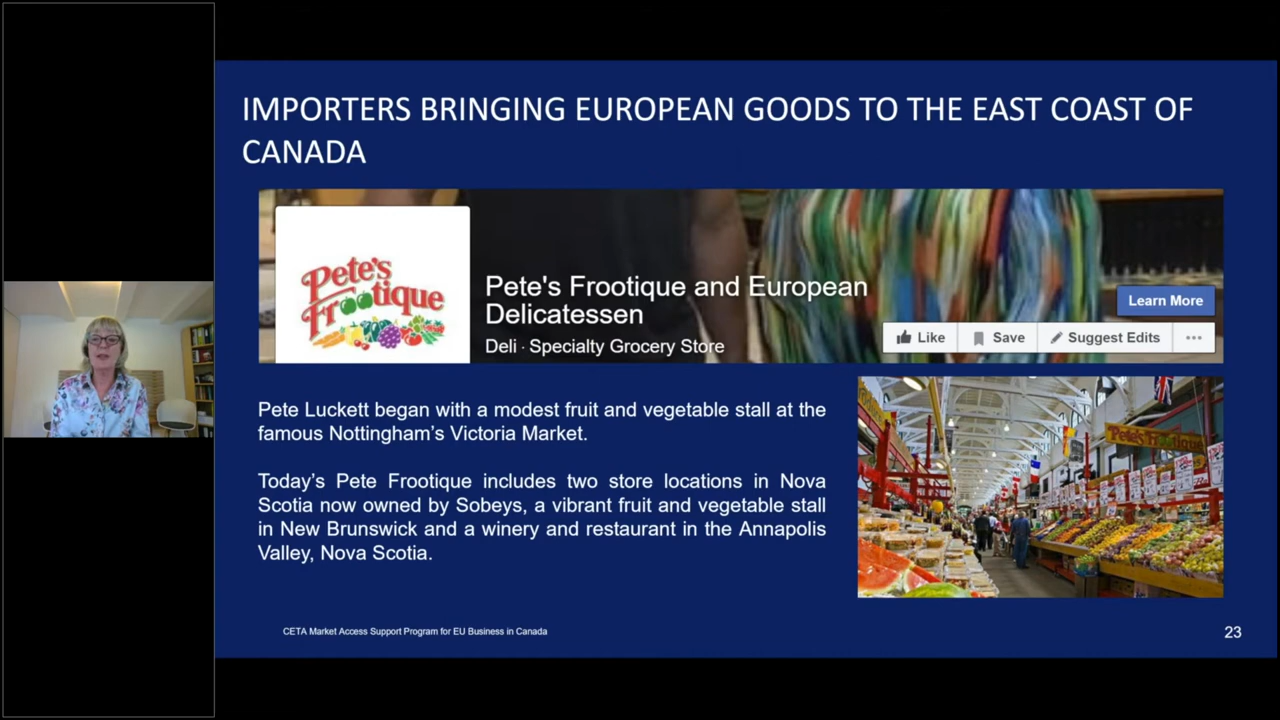 IMPORTERS BRINGING EUROPEAN GOODS TO THE EAST COAST OF
CANADA
Pete's
Frootique
Pete's Frootique and European
Delicatessen
Deli · Specialty Grocery Store
Learn More
Like
Save
Suggest Edits
Pete Luckett began with a modest fruit and vegetable stall at the
famous Nottingham's Victoria Market.
Today's Pete Frootique includes two store locations in Nova
Scotia now owned by Sobeys, a vibrant fruit and vegetable stall
in New Brunswick and a winery and restaurant in the Annapolis
Valley, Nova Scotia.
Pete's Frootique
CETA Market Access Support Program for EU Business in Canada
23